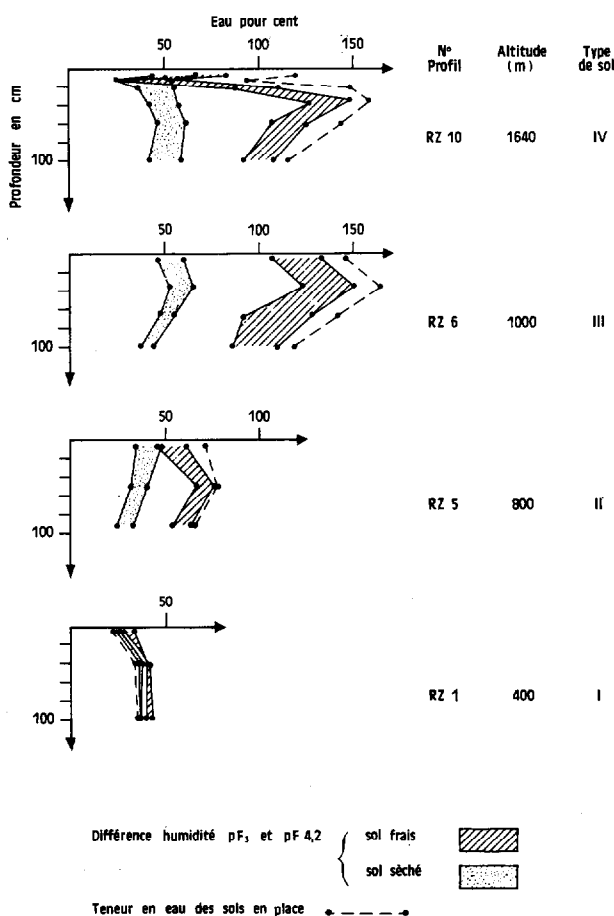 Eau pour cent
50 100 150
N° Profil
Altitude (m)
Type de sol
Profondeur en cm
100
RZ 10 1640 IV
50 100 150
100
RZ 6 1000 III
50 100
100
RZ 5 800 II
50
100
RZ 1 400 I
Différence humidité pF₃ et pF 4,2
sol frais
sol sèché
Teneur en eau des sols en place